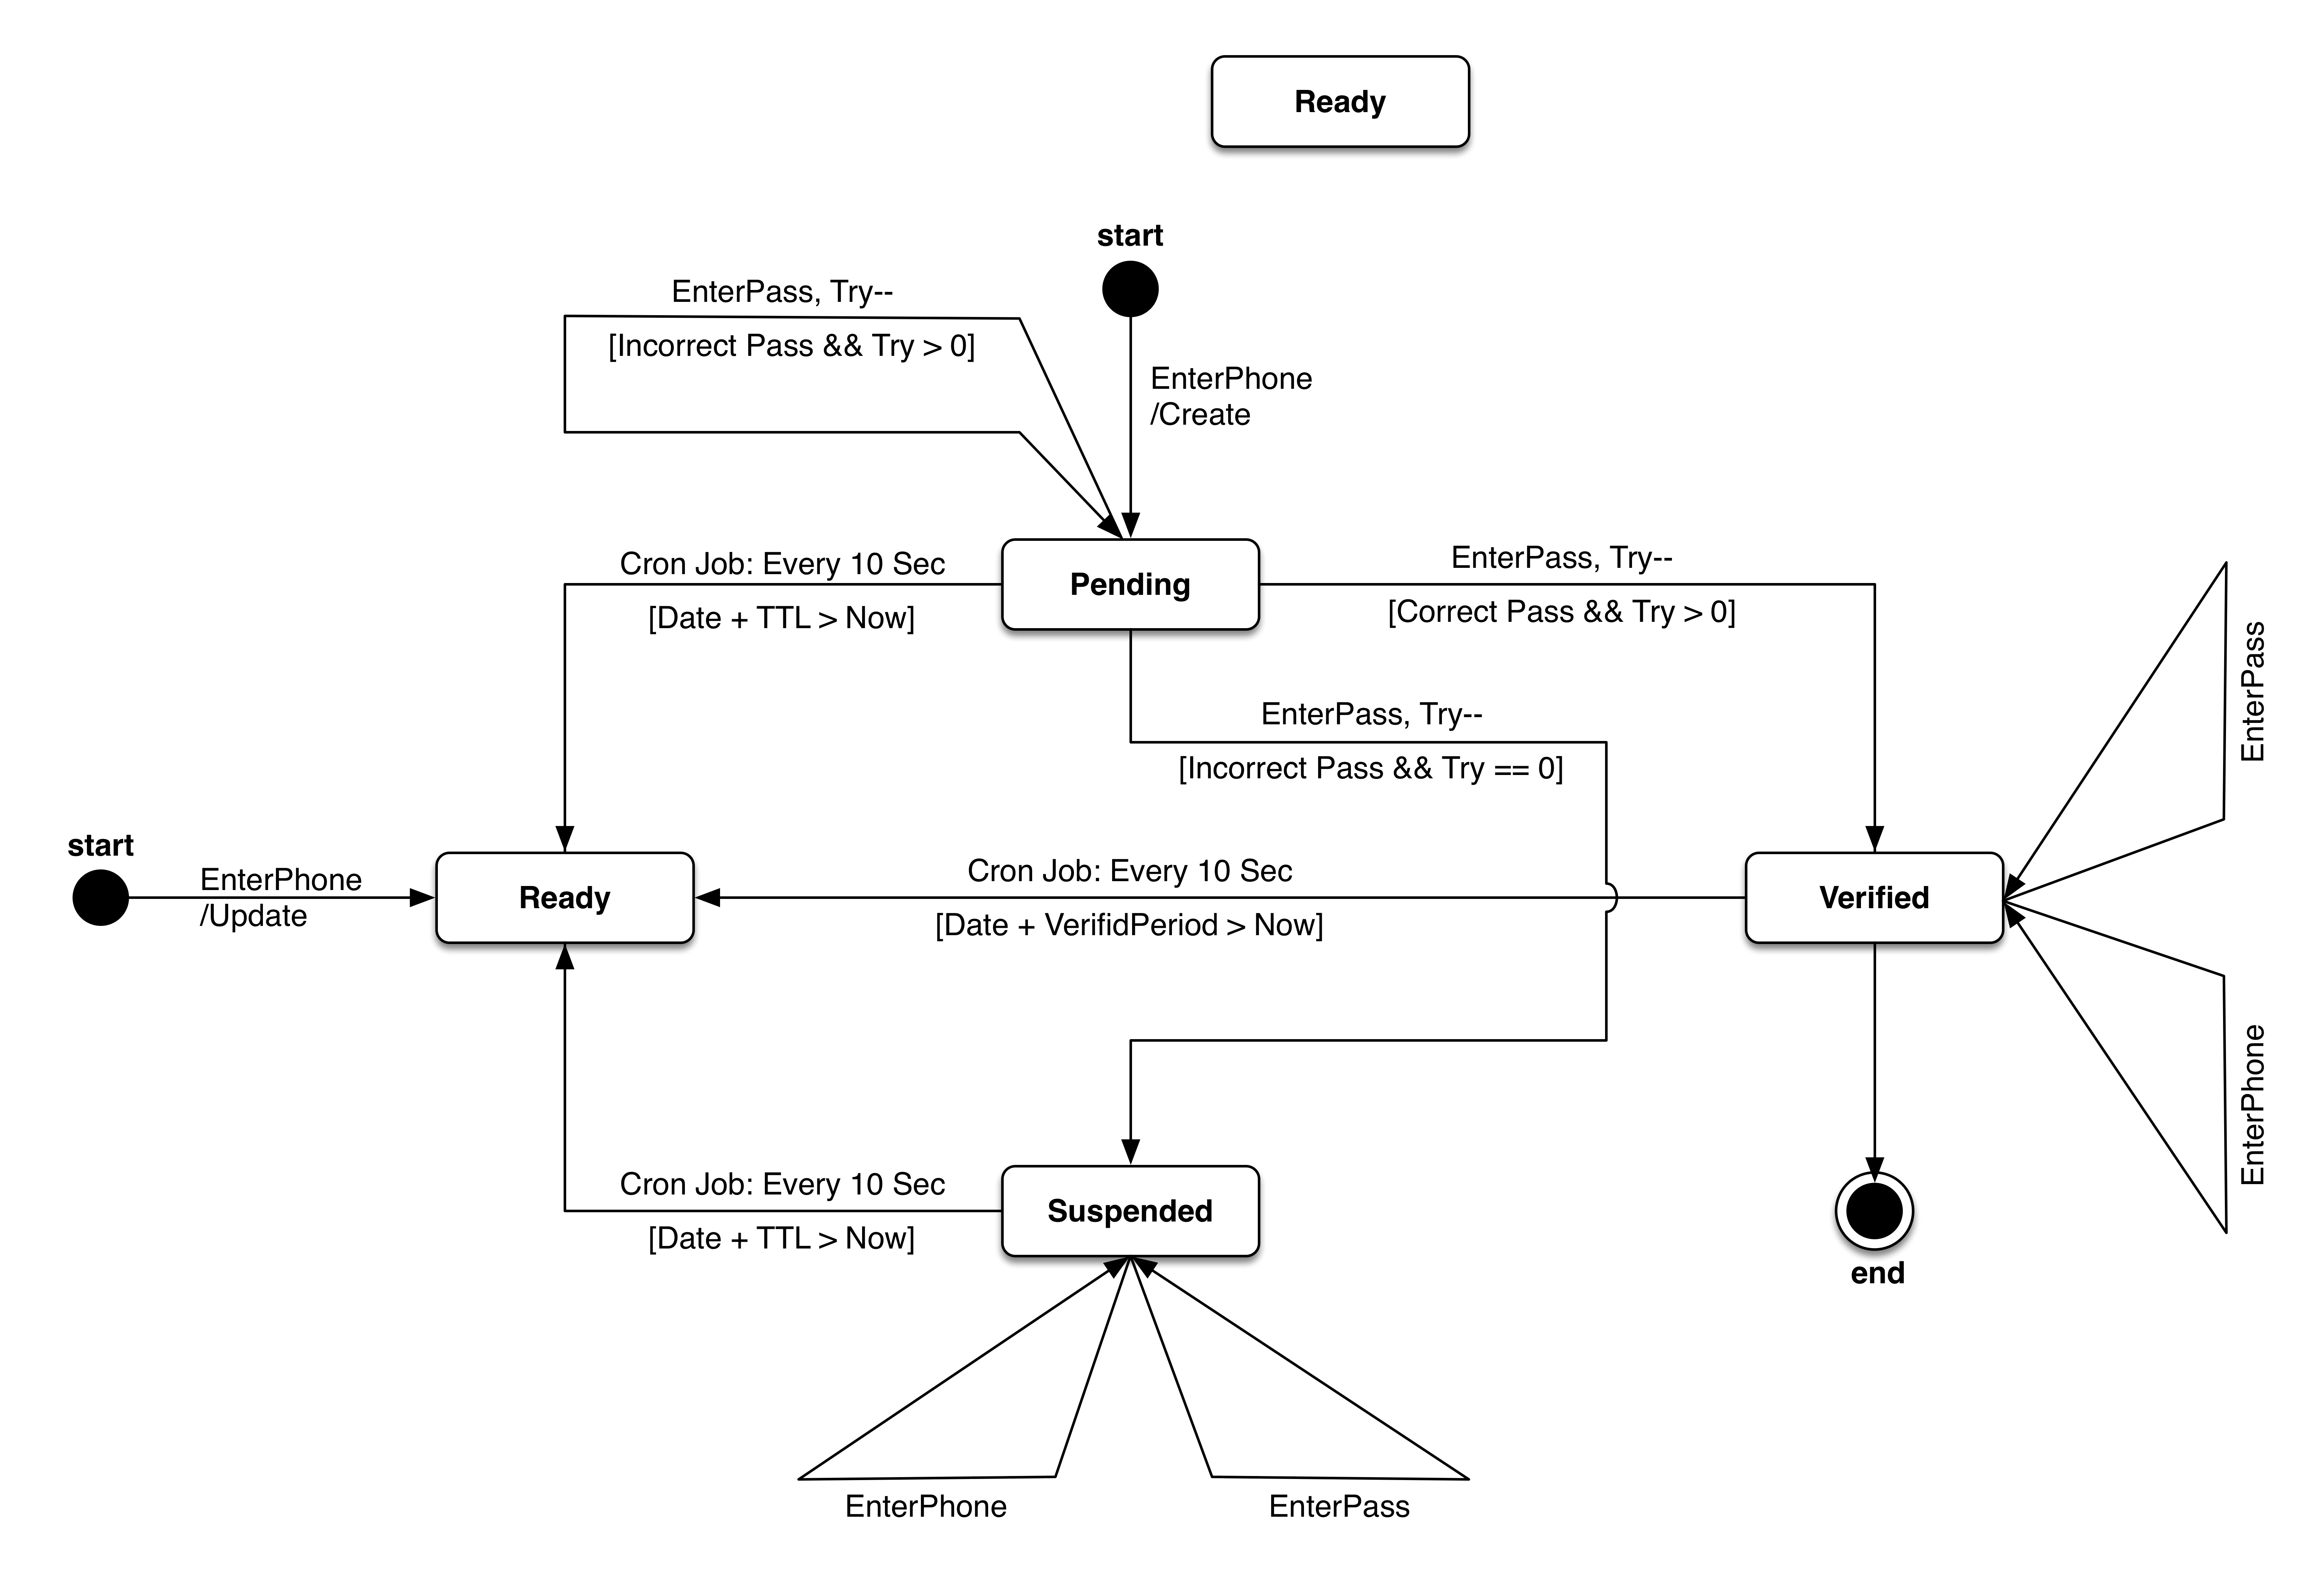 Ready
start
EnterPass, Try--
[Incorrect Pass && Try > 0]
EnterPhone
/Create
Cron Job: Every 10 Sec
[Date + TTL > Now]
Pending
EnterPass, Try--
[Correct Pass && Try > 0]
EnterPass
EnterPass, Try--
[Incorrect Pass && Try == 0]
start
EnterPhone
/Update
Ready
Cron Job: Every 10 Sec
[Date + VerifidPeriod > Now]
Verified
EnterPhone
Cron Job: Every 10 Sec
[Date + TTL > Now]
Suspended
end
EnterPhone
EnterPass